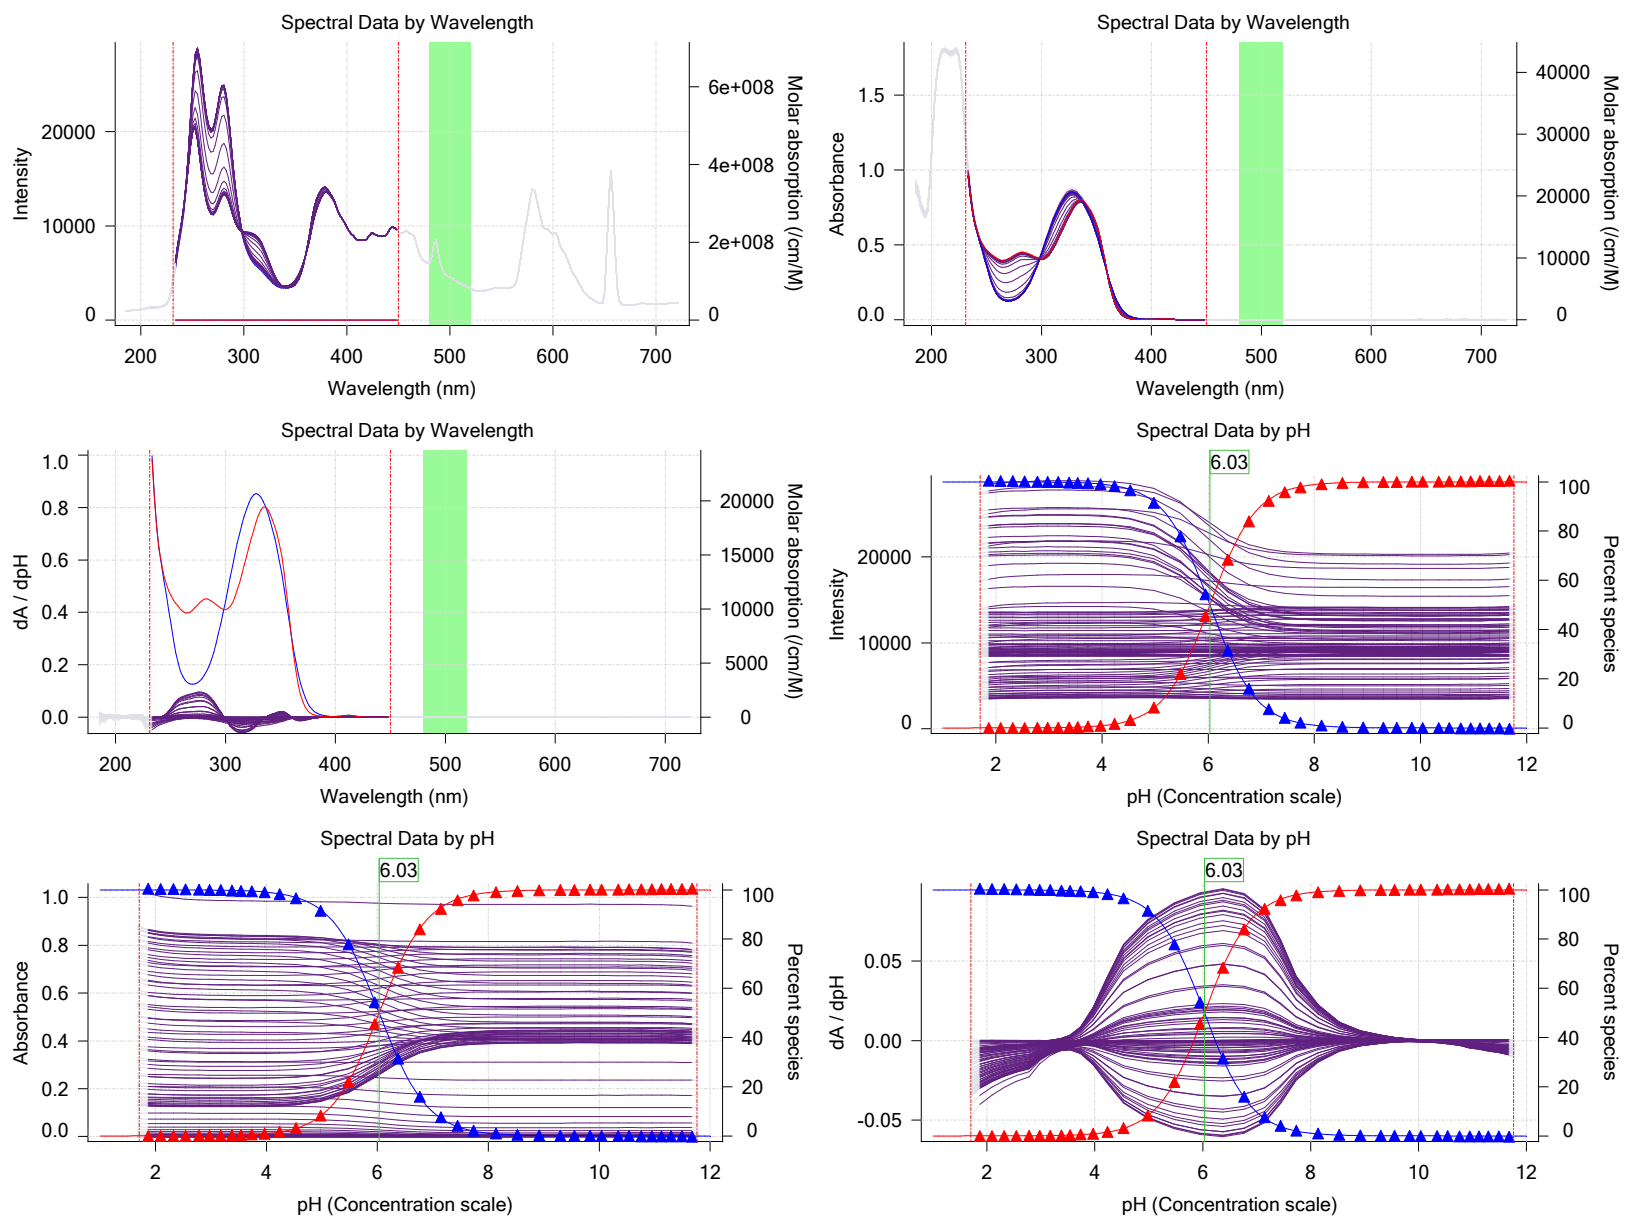 Spectral Data by Wavelength
Intensity
20000
10000
0
6e+008
4e+008
2e+008
0
Molar absorption (/cm/M)
200 300 400 500 600 700
Wavelength (nm)
Spectral Data by Wavelength
Absorbance
1.5
1.0
0.5
0.0
40000
30000
20000
10000
0
Molar absorption (/cm/M)
200 300 400 500 600 700
Wavelength (nm)
Spectral Data by Wavelength
dA / dpH
1.0
0.8
0.6
0.4
0.2
0.0
20000
15000
10000
5000
0
Molar absorption (/cm/M)
200 300 400 500 600 700
Wavelength (nm)
Spectral Data by pH
6.03
Intensity
20000
10000
0
100
80
60
40
20
0
Percent species
2 4 6 8 10 12
pH (Concentration scale)
Spectral Data by pH
6.03
Absorbance
1.0
0.8
0.6
0.4
0.2
0.0
100
80
60
40
20
0
Percent species
2 4 6 8 10 12
pH (Concentration scale)
Spectral Data by pH
6.03
dA / dpH
0.05
0.00
-0.05
100
80
60
40
20
0
Percent species
2 4 6 8 10 12
pH (Concentration scale)